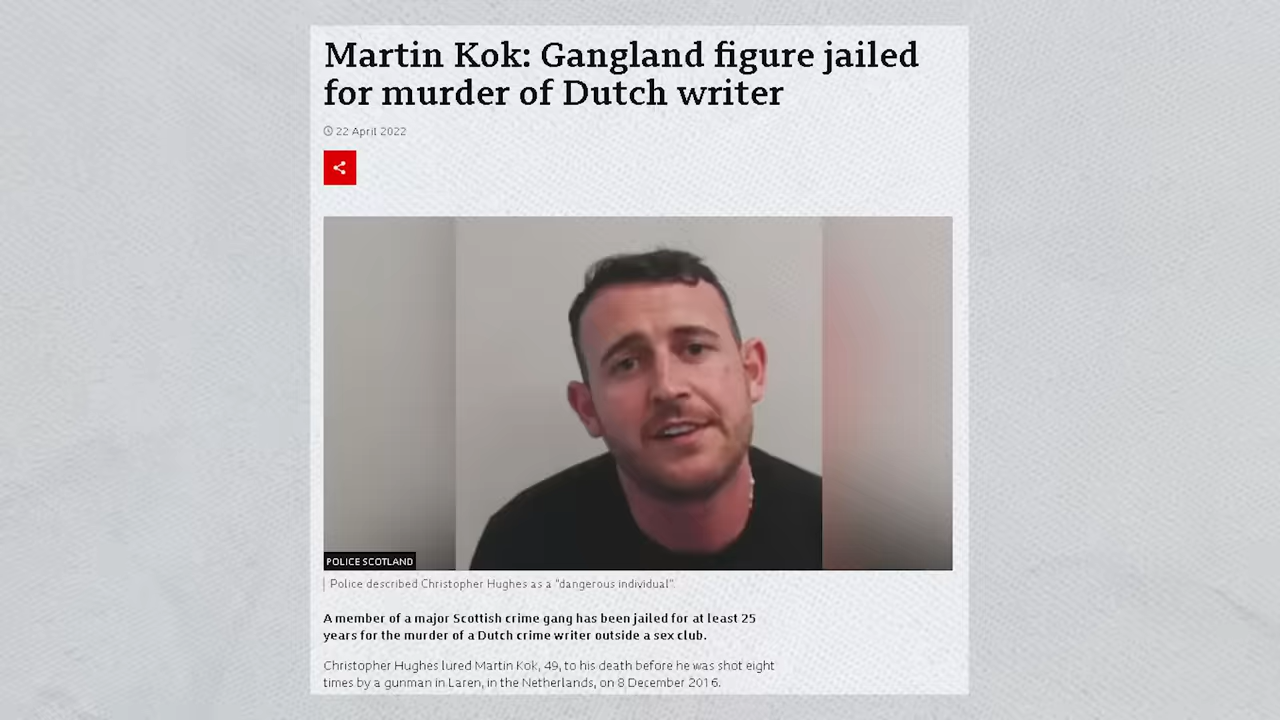 Martin Kok: Gangland figure jailed
for murder of Dutch writer
22 April 2022
POLICE SCOTLAND
Police described Christopher Hughes as a "dangerous individual".
A member of a major Scottish crime gang has been jailed for at least 25
years for the murder of a Dutch crime writer outside a sex club.
Christopher Hughes lured Martin Kok, 49, to his death before he was shot eight
times by a gunman in Laren, in the Netherlands, on 8 December 2016.